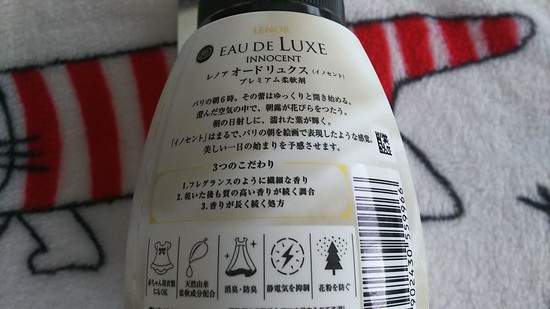 LENOR
EAU DE LUXE
INNOCENT
レノア オードリュクス〈イノセント〉
プレミアム柔軟剤
パリの朝6時。その蕾はゆっくりと開き始める。
澄んだ空気の中で、朝露が花びらをつたう。
朝の日射しに、濡れた葉が輝く。
「イノセント」はまるで、パリの朝を絵画で表現したような感覚。
美しい一日の始まりを予感させます。
3つのこだわり
1.フレグランスのように繊細な香り
2.乾いた後も質の高い香りが続く調合
3.香りが長く続く処方
赤ちゃん用衣類
にもOK
天然由来
柔軟成分配合
消臭・防臭
静電気を抑制
花粉を防ぐ
902430 559966